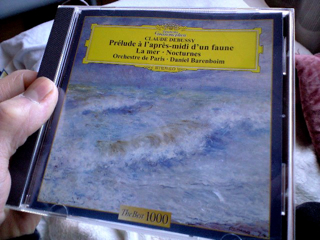 CLAUDE DEBUSSY
Prélude à l'après-midi d'un faune
La mer · Nocturnes
Orchestre de Paris · Daniel Barenboim
The Best 1000